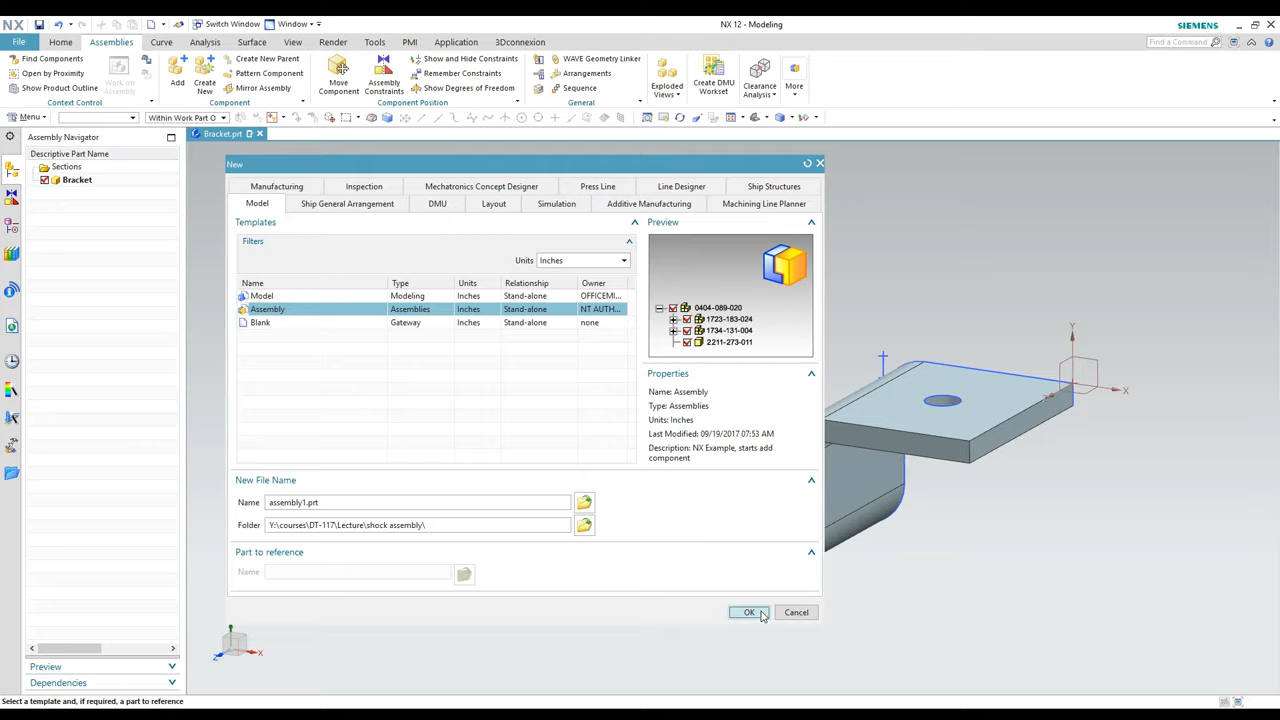 NX
Switch Window
Window
NX 12 - Modeling
SIEMENS
File
Home
Assemblies
Curve
Analysis
Surface
View
Render
Tools
PMI
Application
3Dconnexion
Find a Command
Find Components
Open by Proximity
Show Product Outline
Work on Assembly
Context Control
Add
Create New
Create New Parent
Pattern Component
Mirror Assembly
Component
Move Component
Assembly Constraints
Show and Hide Constraints
Remember Constraints
Show Degrees of Freedom
Component Position
WAVE Geometry Linker
Arrangements
Sequence
General
Exploded Views
Create DMU Workset
Clearance Analysis
More
Menu
Within Work Part O
Assembly Navigator
Bracket.prt
Descriptive Part Name
Sections
Bracket
New
Manufacturing
Inspection
Mechatronics Concept Designer
Press Line
Line Designer
Ship Structures
Model
Ship General Arrangement
DMU
Layout
Simulation
Additive Manufacturing
Machining Line Planner
Templates
Filters
Units
Inches
Name Type Units Relationship Owner
Model Modeling Inches Stand-alone OFFICEMI...
Assembly Assemblies Inches Stand-alone NT AUTH...
Blank Gateway Inches Stand-alone none
Preview
0404-089-020
1723-183-024
1734-131-004
2211-273-011
Properties
Name: Assembly
Type: Assemblies
Units: Inches
Last Modified: 09/19/2017 07:53 AM
Description: NX Example, starts add
component
New File Name
Name assembly1.prt
Folder Y:\courses\DT-117\Lecture\shock assembly\
Part to reference
Name
OK
Cancel
Y
X
Z
X
Preview
Dependencies
Select a template and, if required, a part to reference